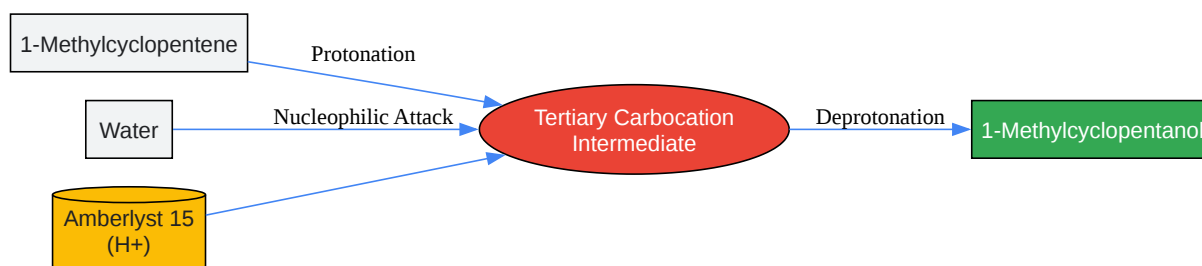 1-Methylcyclopentene
Protonation
Water
Nucleophilic Attack
Tertiary Carbocation
Intermediate
Deprotonation
1-Methylcyclopentanol
Amberlyst 15
(H+)